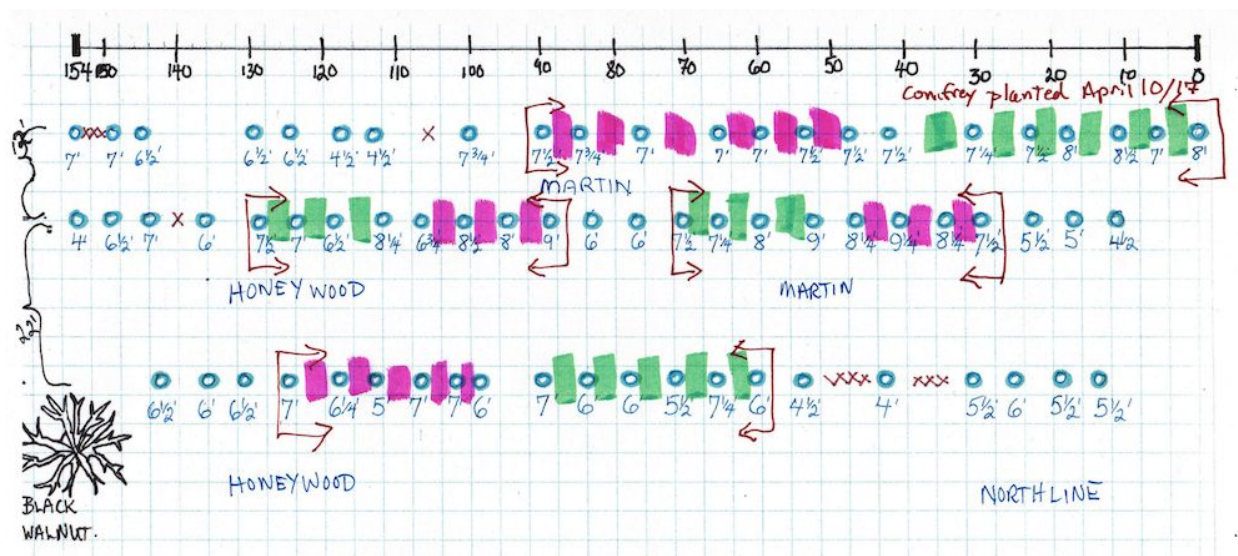 154 150 140 130 120 110 100 90 80 70 60 50 40 30 20 10 0
Comfrey planted April 10/17
xxx x
7' 7' 6½' 6½' 6½' 4½' 4½' 7¾' 7½' 7¾' 7' 7' 7' 7½' 7½' 7½' 7¼' 7½' 8' 8½' 7' 8'
MARTIN
x
4' 6½' 7' 6' 7½' 7' 6½' 8¼' 6¾' 8½' 8' 9' 6' 6' 7½' 7¼' 8' 9' 8¼' 9¼' 8¼' 7½' 5½' 5' 4½
HONEYWOOD MARTIN
22'
xxx xxx
6½' 6' 6½' 7' 6¼' 5' 7' 7' 6' 7' 6' 6' 5½' 7¼' 6' 4½' 4' 5½' 6' 5½' 5½'
HONEYWOOD NORTHLINE
BLACK
WALNUT.